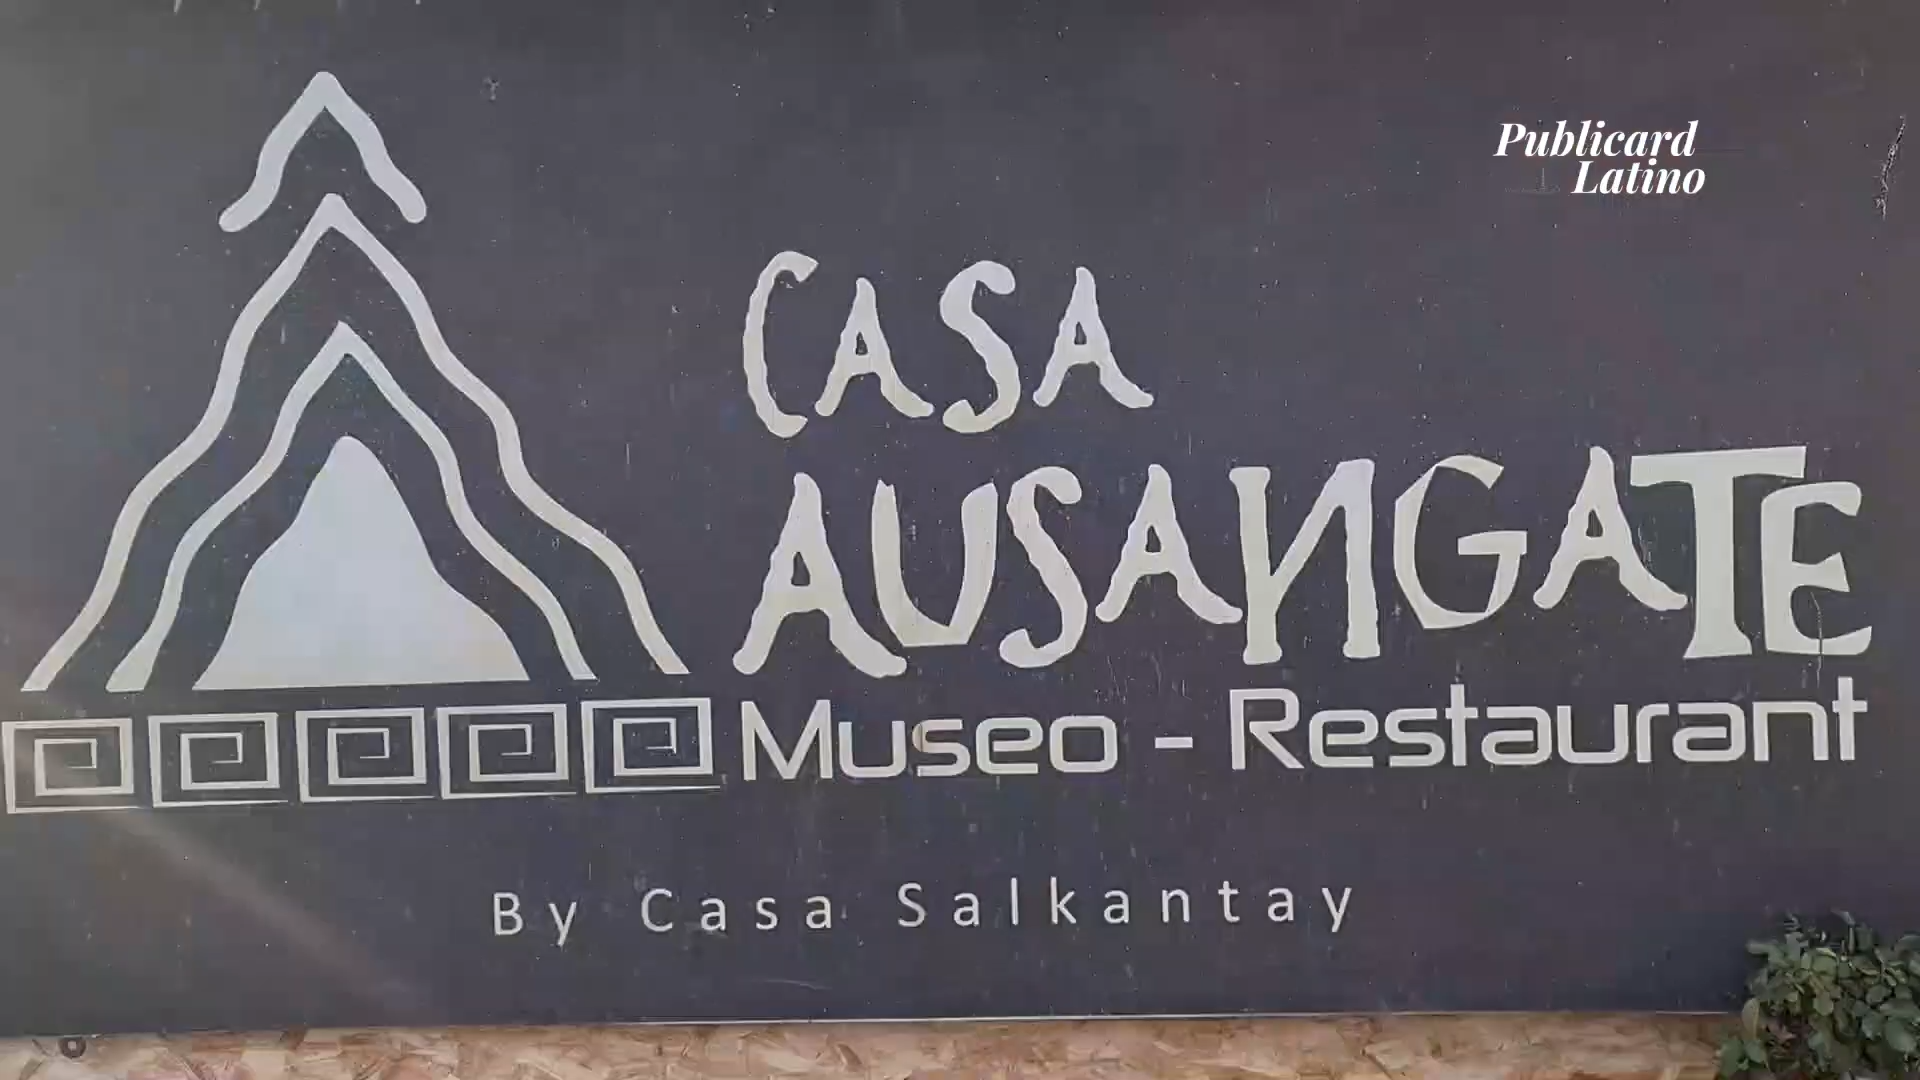 Publicard
Latino
CASA
AUSANGATE
Museo - Restaurant
By Casa Salkantay